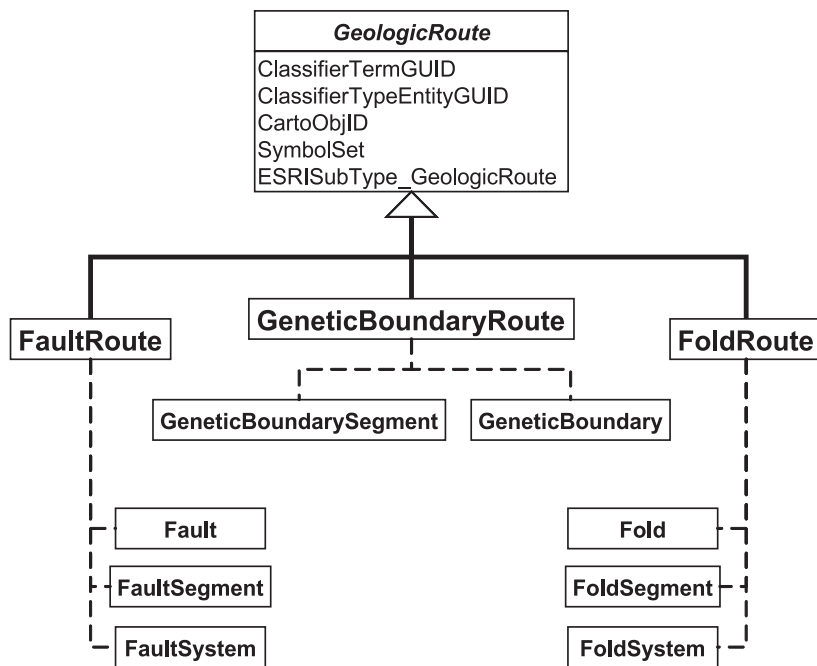 GeologicRoute
ClassifierTermGUID
ClassifierTypeEntityGUID
CartoObjID
SymbolSet
ESRISubType_GeologicRoute
FaultRoute
GeneticBoundaryRoute
FoldRoute
GeneticBoundarySegment
GeneticBoundary
Fault
Fold
FaultSegment
FoldSegment
FaultSystem
FoldSystem